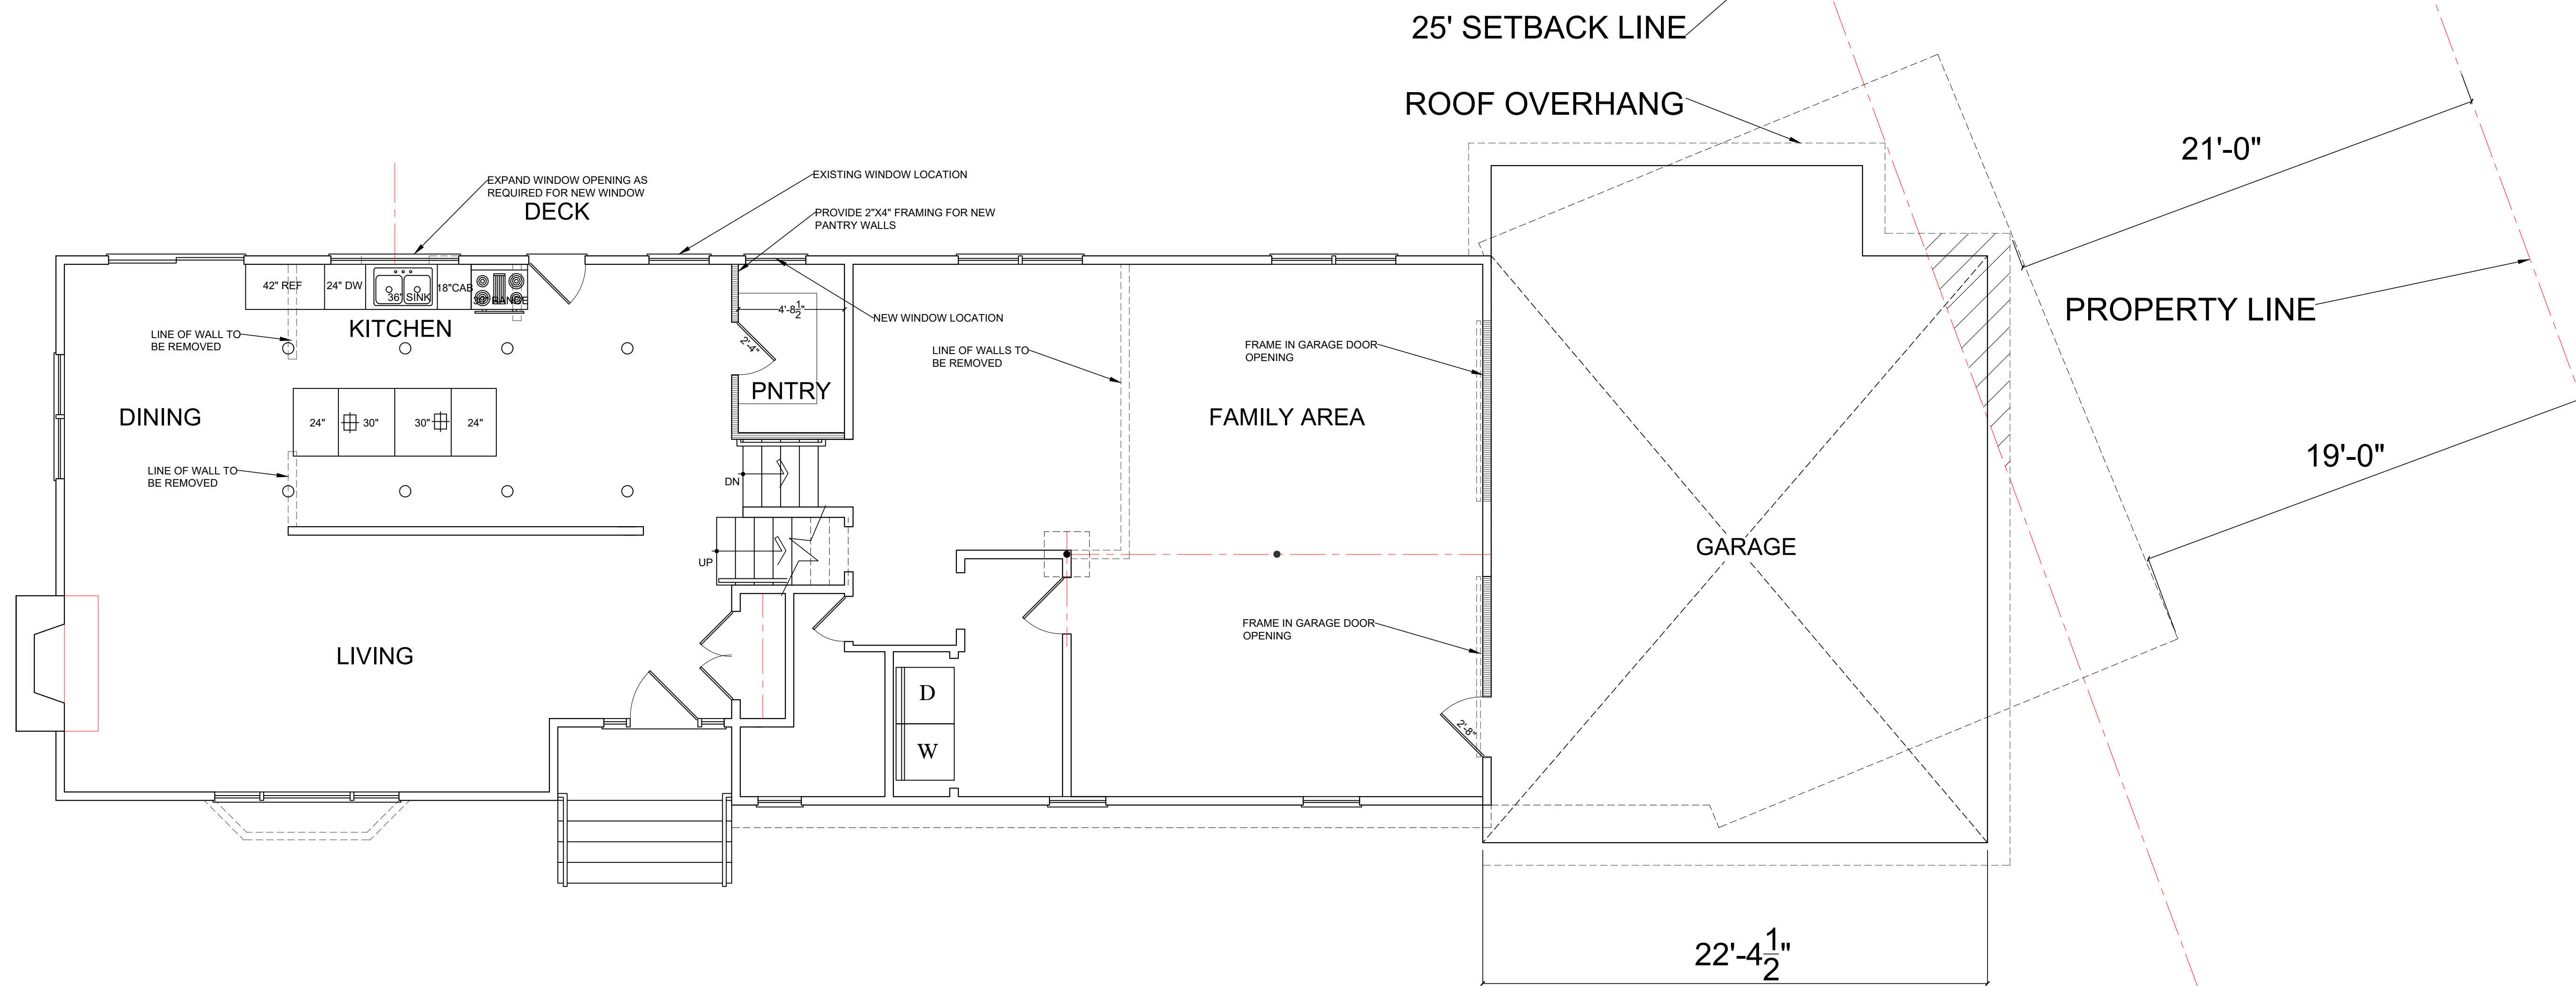 25' SETBACK LINE
ROOF OVERHANG
21'-0"
EXISTING WINDOW LOCATION
EXPAND WINDOW OPENING AS
REQUIRED FOR NEW WINDOW
DECK
PROVIDE 2"X4" FRAMING FOR NEW
PANTRY WALLS
42" REF
24" DW
36" SINK
18"CAB
30" RANGE
4'-8 1/2"
NEW WINDOW LOCATION
PROPERTY LINE
KITCHEN
LINE OF WALL TO
BE REMOVED
2'-4"
LINE OF WALLS TO
BE REMOVED
FRAME IN GARAGE DOOR
OPENING
PNTRY
DINING
24"
30"
30"
24"
FAMILY AREA
19'-0"
LINE OF WALL TO
BE REMOVED
DN
UP
GARAGE
FRAME IN GARAGE DOOR
OPENING
LIVING
D
W
2'-8"
22'-4 1/2"